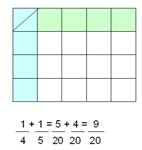 1/4 + 1/5 = 5/20 + 4/20 = 9/20